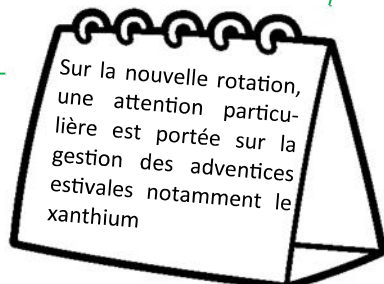 Sur la nouvelle rotation,
une attention particu-
lière est portée sur la
gestion des adventices
estivales notamment le
xanthium